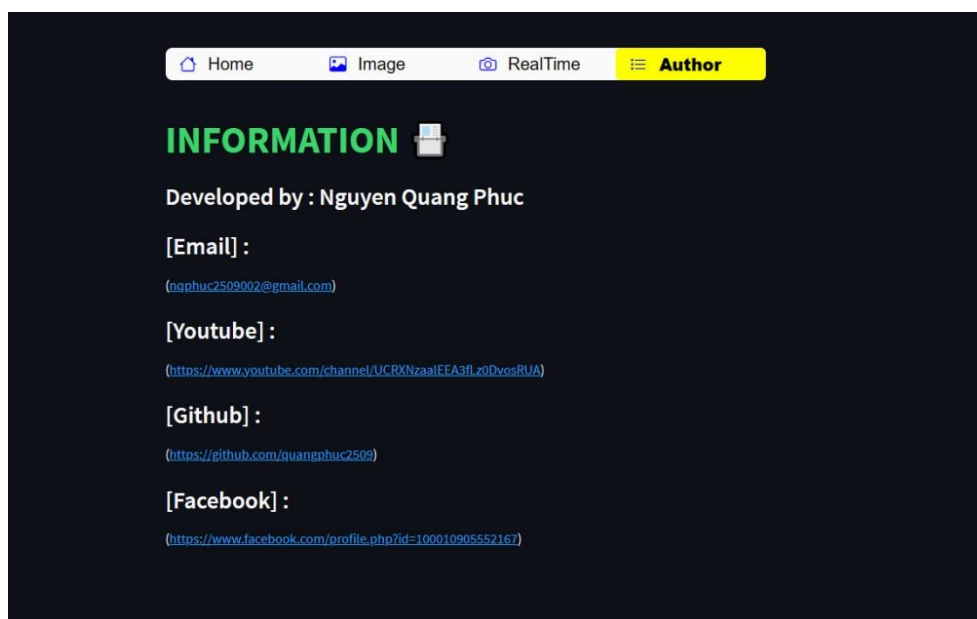 Home Image RealTime Author
INFORMATION
Developed by : Nguyen Quang Phuc
[Email] :
(nqphuc2509002@gmail.com)
[Youtube] :
(https://www.youtube.com/channel/UCRXNzaalEEA3fLz0DvosRUA)
[Github] :
(https://github.com/quangphuc2509)
[Facebook] :
(https://www.facebook.com/profile.php?id=100010905552167)